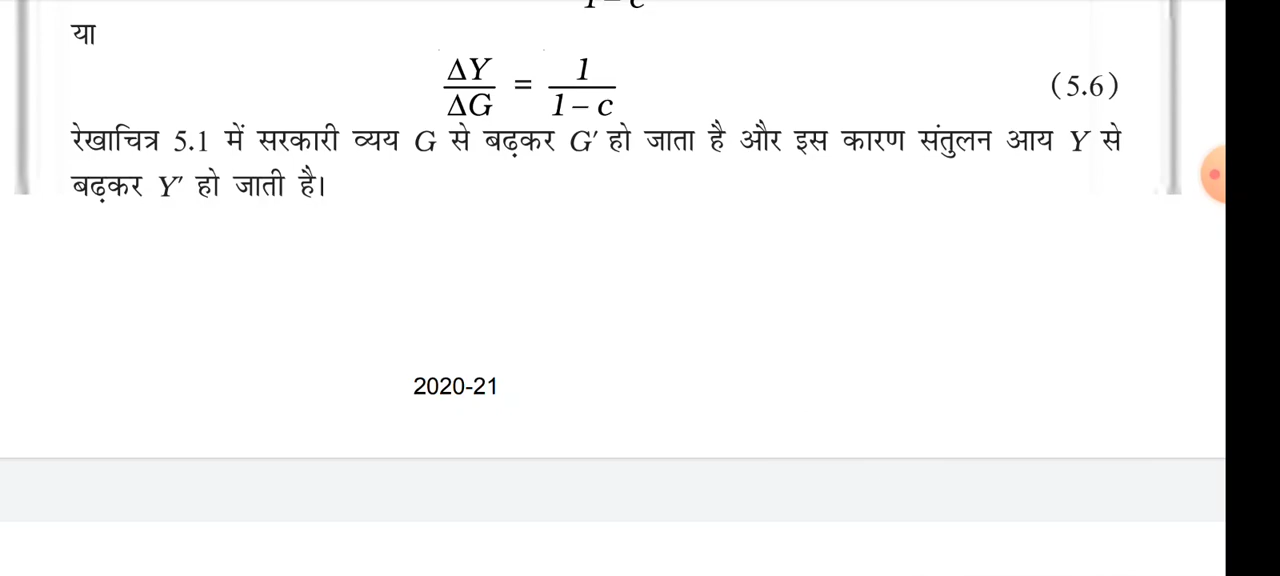 या
ΔY/ΔG = 1/1– c (5.6)
रेखाचित्र 5.1 में सरकारी व्यय G से बढ़कर G′ हो जाता है और इस कारण संतुलन आय Y से
बढ़कर Y′ हो जाती है।
2020-21